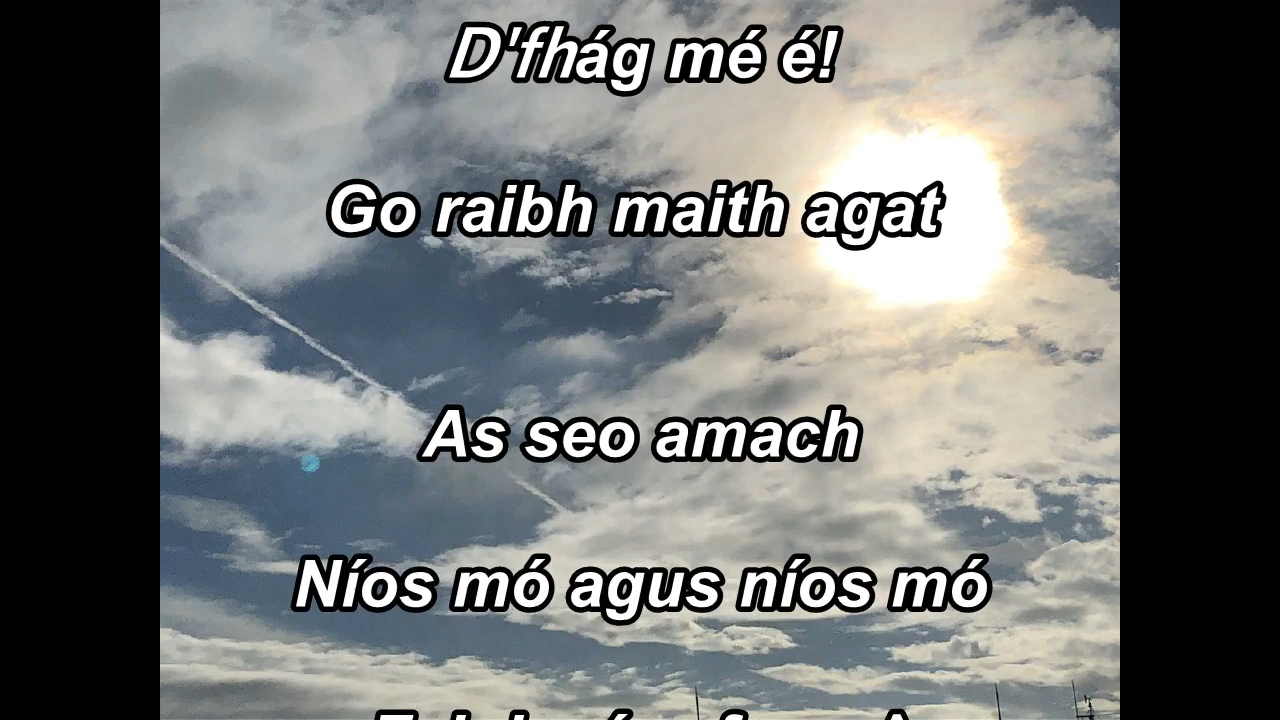 D'fhág mé é!
Go raibh maith agat
As seo amach
Níos mó agus níos mó